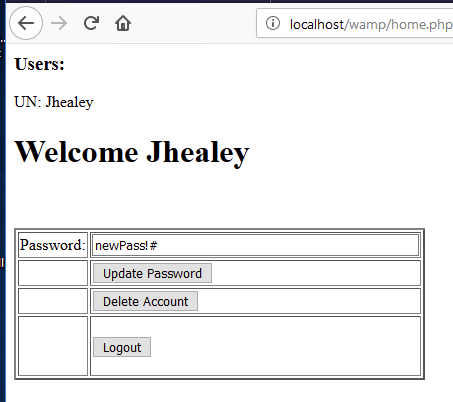 localhost/wamp/home.php
Users:
UN: Jhealey
Welcome Jhealey
Password: newPass!#
Update Password
Delete Account
Logout